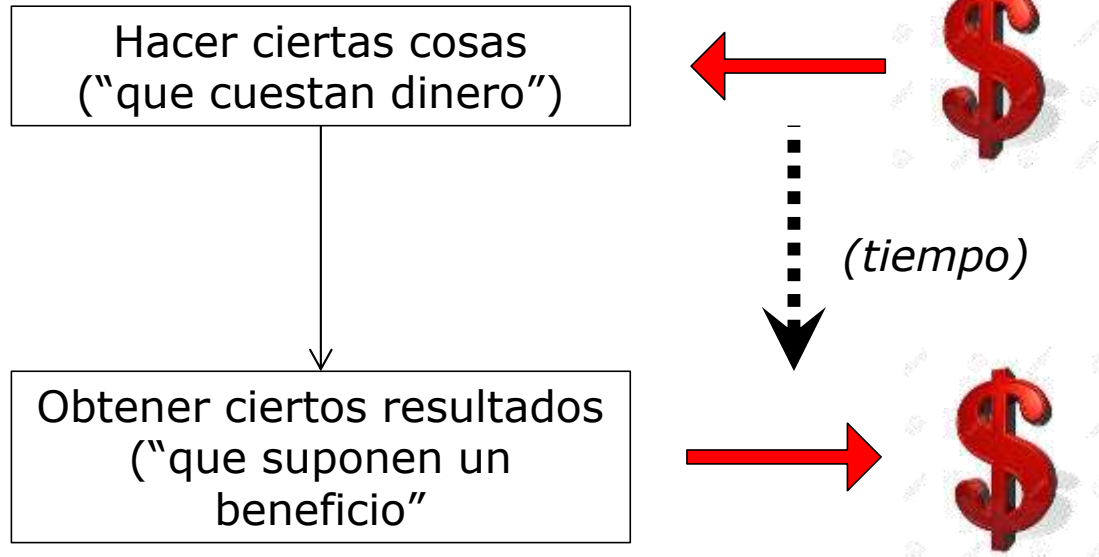 Hacer ciertas cosas
(“que cuestan dinero”)
$
(tiempo)
Obtener ciertos resultados
(“que suponen un
beneficio”
$